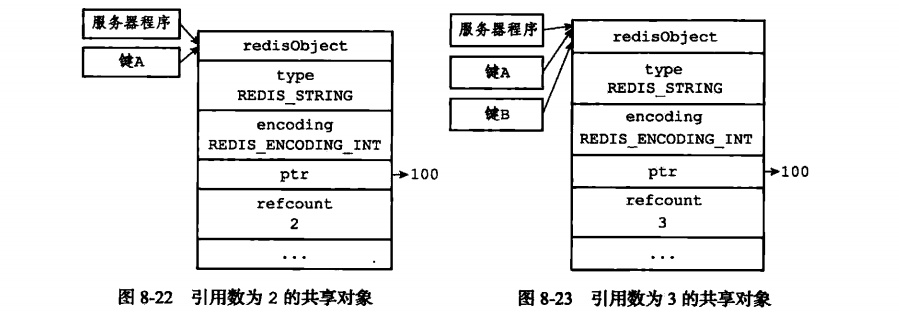 服务器程序
键A
redisObject
type
REDIS_STRING
encoding
REDIS_ENCODING_INT
ptr
100
refcount
2
...
图 8-22 引用数为 2 的共享对象
服务器程序
键A
键B
redisObject
type
REDIS_STRING
encoding
REDIS_ENCODING_INT
ptr
100
refcount
3
...
图 8-23 引用数为 3 的共享对象